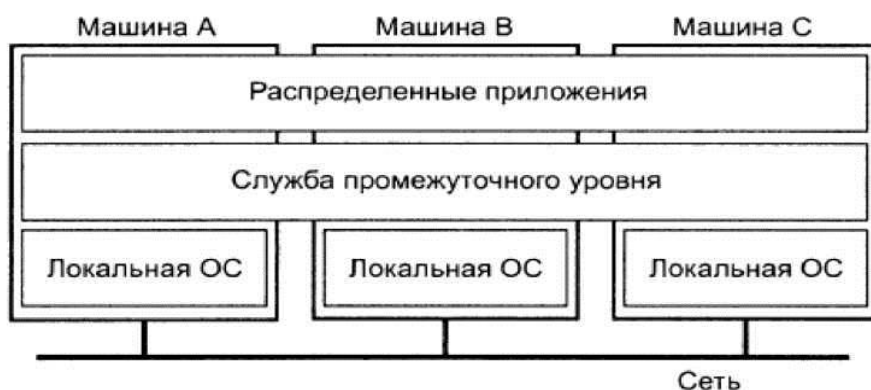 Машина A Машина B Машина C
Распределенные приложения
Служба промежуточного уровня
Локальная ОС Локальная ОС Локальная ОС
Сеть